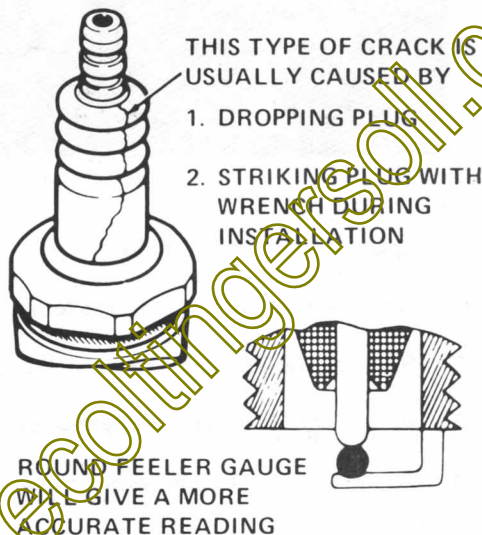 THIS TYPE OF CRACK IS
USUALLY CAUSED BY
1. DROPPING PLUG
2. STRIKING PLUG WITH
WRENCH DURING
INSTALLATION
ROUND FEELER GAUGE
WILL GIVE A MORE
ACCURATE READING
ecoltingersoll.o